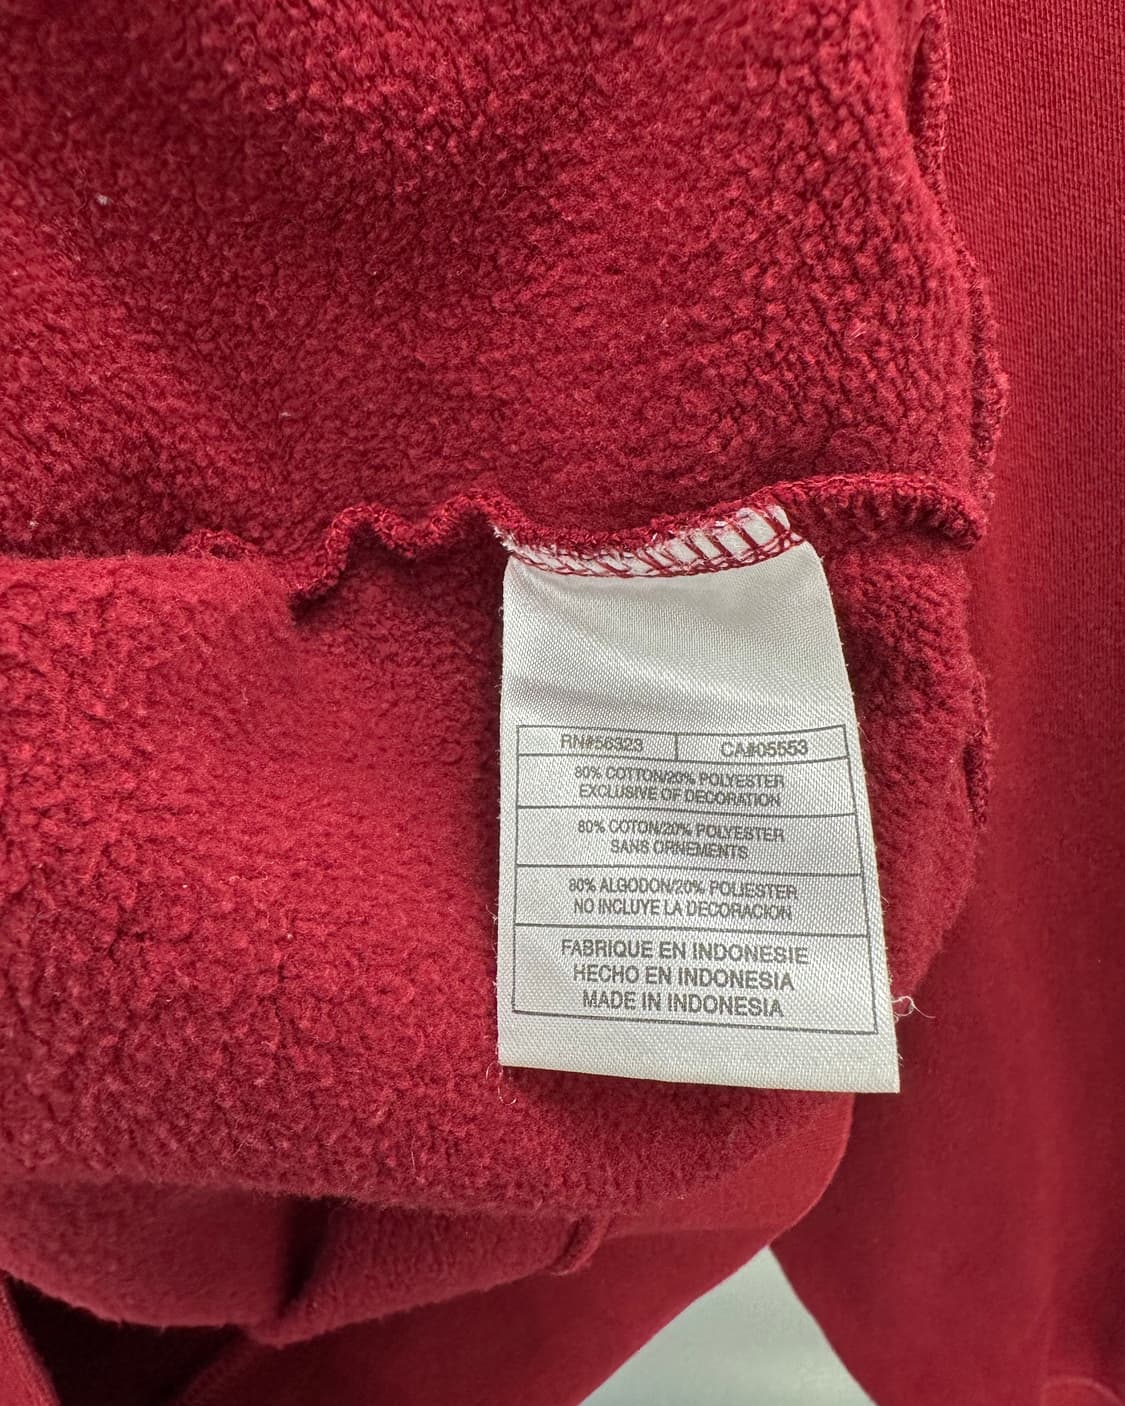 RN#56323 CA#05553
80% COTTON/20% POLYESTER
EXCLUSIVE OF DECORATION
80% COTON/20% POLYESTER
SANS ORNEMENTS
80% ALGODON/20% POLIESTER
NO INCLUYE LA DECORACION
FABRIQUE EN INDONESIE
HECHO EN INDONESIA
MADE IN INDONESIA